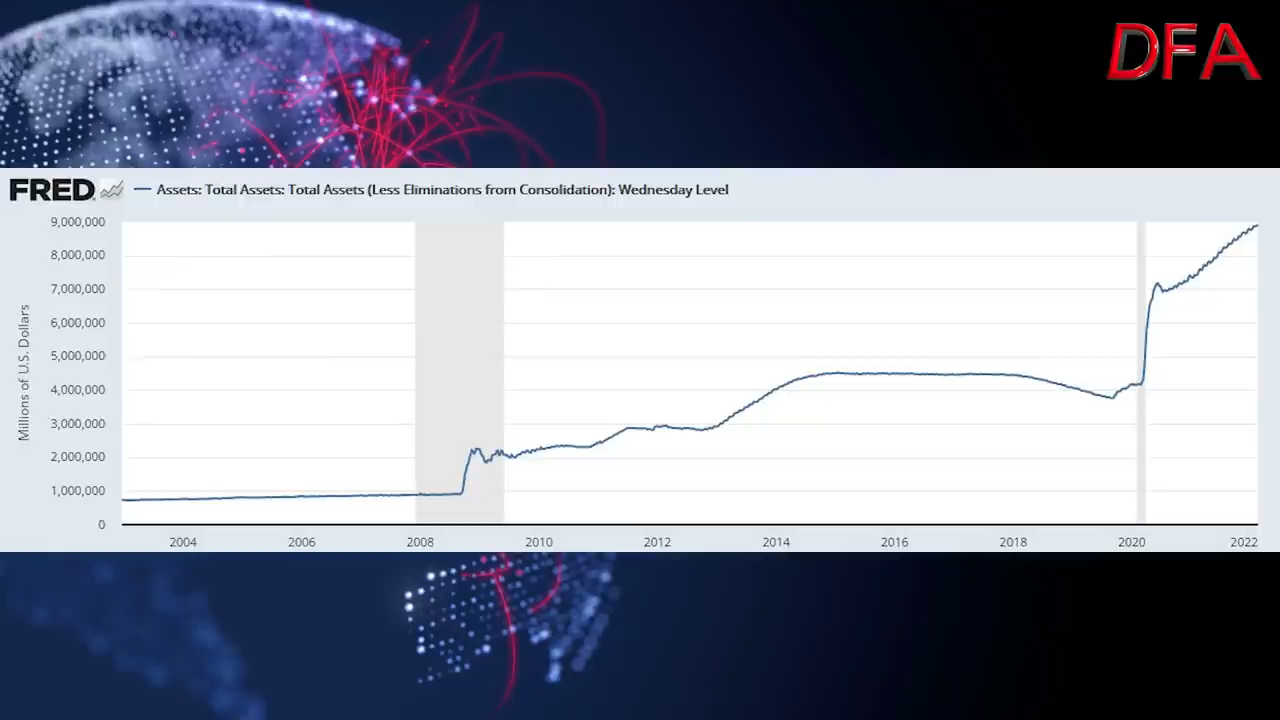 DFA
FRED
Assets: Total Assets: Total Assets (Less Eliminations from Consolidation): Wednesday Level
Millions of U.S. Dollars
9,000,000
8,000,000
7,000,000
6,000,000
5,000,000
4,000,000
3,000,000
2,000,000
1,000,000
0
2004 2006 2008 2010 2012 2014 2016 2018 2020 2022